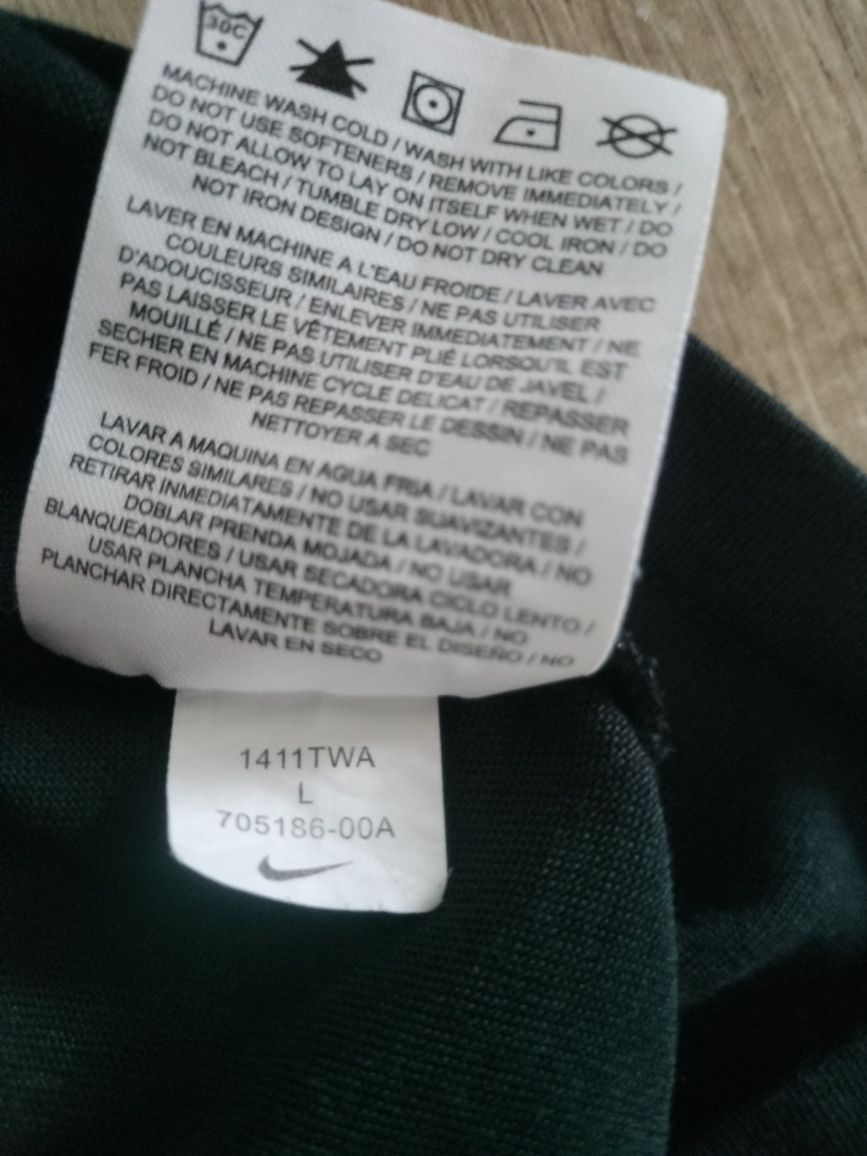 30C
MACHINE WASH COLD / WASH WITH LIKE COLORS /
DO NOT USE SOFTENERS / REMOVE IMMEDIATELY /
DO NOT ALLOW TO LAY ON ITSELF WHEN WET / DO
NOT BLEACH / TUMBLE DRY LOW / COOL IRON / DO
NOT IRON DESIGN / DO NOT DRY CLEAN
LAVER EN MACHINE A L'EAU FROIDE / LAVER AVEC
COULEURS SIMILAIRES / NE PAS UTILISER
D'ADOUCISSEUR / ENLEVER IMMEDIATEMENT / NE
PAS LAISSER LE VÊTEMENT PLIÉ LORSQU'IL EST
MOUILLÉ / NE PAS UTILISER D'EAU DE JAVEL /
SECHER EN MACHINE CYCLE DELICAT / REPASSER
FER FROID / NE PAS REPASSER LE DESSIN / NE PAS
NETTOYER A SEC
LAVAR A MAQUINA EN AGUA FRIA / LAVAR CON
COLORES SIMILARES / NO USAR SUAVIZANTES /
RETIRAR INMEDIATAMENTE DE LA LAVADORA / NO
DOBLAR PRENDA MOJADA / NO USAR
BLANQUEADORES / USAR SECADORA CICLO LENTO /
USAR PLANCHA TEMPERATURA BAJA / NO
PLANCHAR DIRECTAMENTE SOBRE EL DISEÑO / NO
LAVAR EN SECO
1411TWA
L
705186-00A